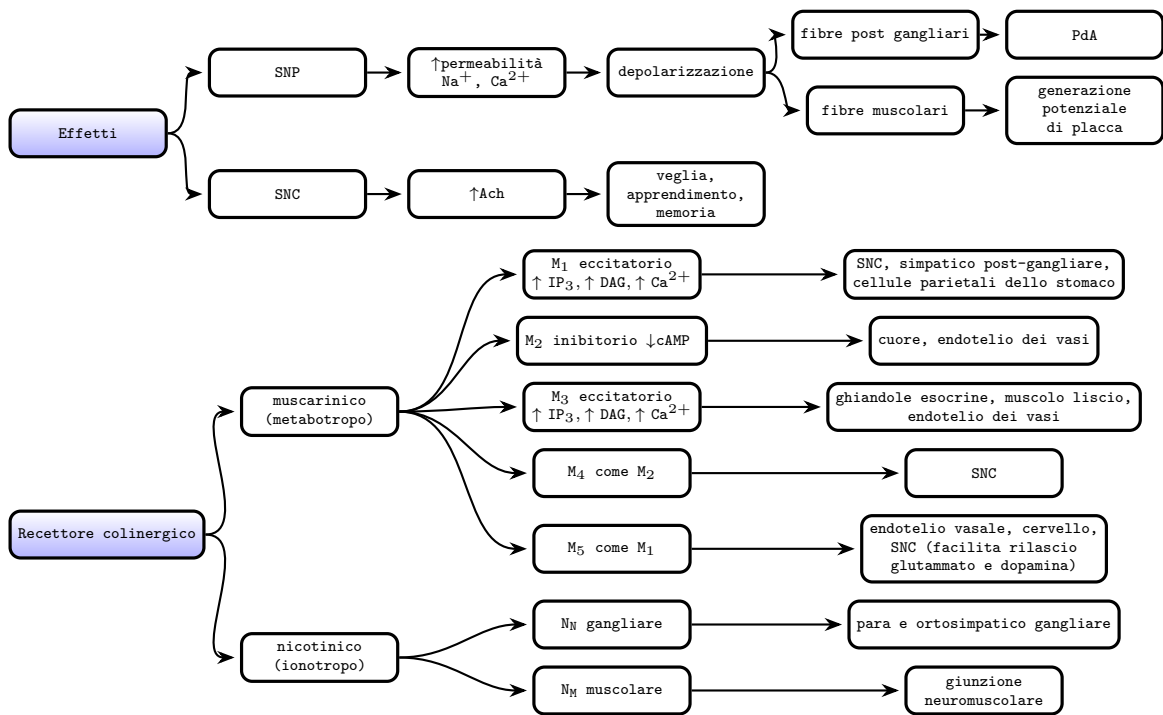 Effetti
SNP
↑permeabilità
Na⁺, Ca²⁺
depolarizzazione
fibre post gangliari
PdA
fibre muscolari
generazione
potenziale
di placca
SNC
↑Ach
veglia,
apprendimento,
memoria
Recettore colinergico
muscarinico
(metabotropo)
M₁ eccitatorio
↑ IP₃, ↑ DAG, ↑ Ca²⁺
SNC, simpatico post-gangliare,
cellule parietali dello stomaco
M₂ inibitorio ↓cAMP
cuore, endotelio dei vasi
M₃ eccitatorio
↑ IP₃, ↑ DAG, ↑ Ca²⁺
ghiandole esocrine, muscolo liscio,
endotelio dei vasi
M₄ come M₂
SNC
M₅ come M₁
endotelio vasale, cervello,
SNC (facilita rilascio
glutammato e dopamina)
nicotinico
(ionotropo)
N_N gangliare
para e ortosimpatico gangliare
N_M muscolare
giunzione
neuromuscolare